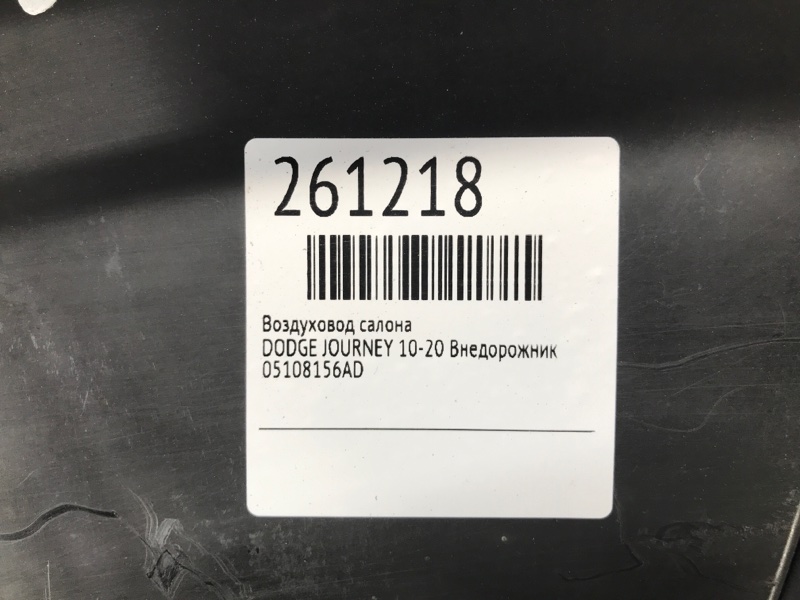 261218
Воздуховод салона
DODGE JOURNEY 10-20 Внедорожник
05108156AD